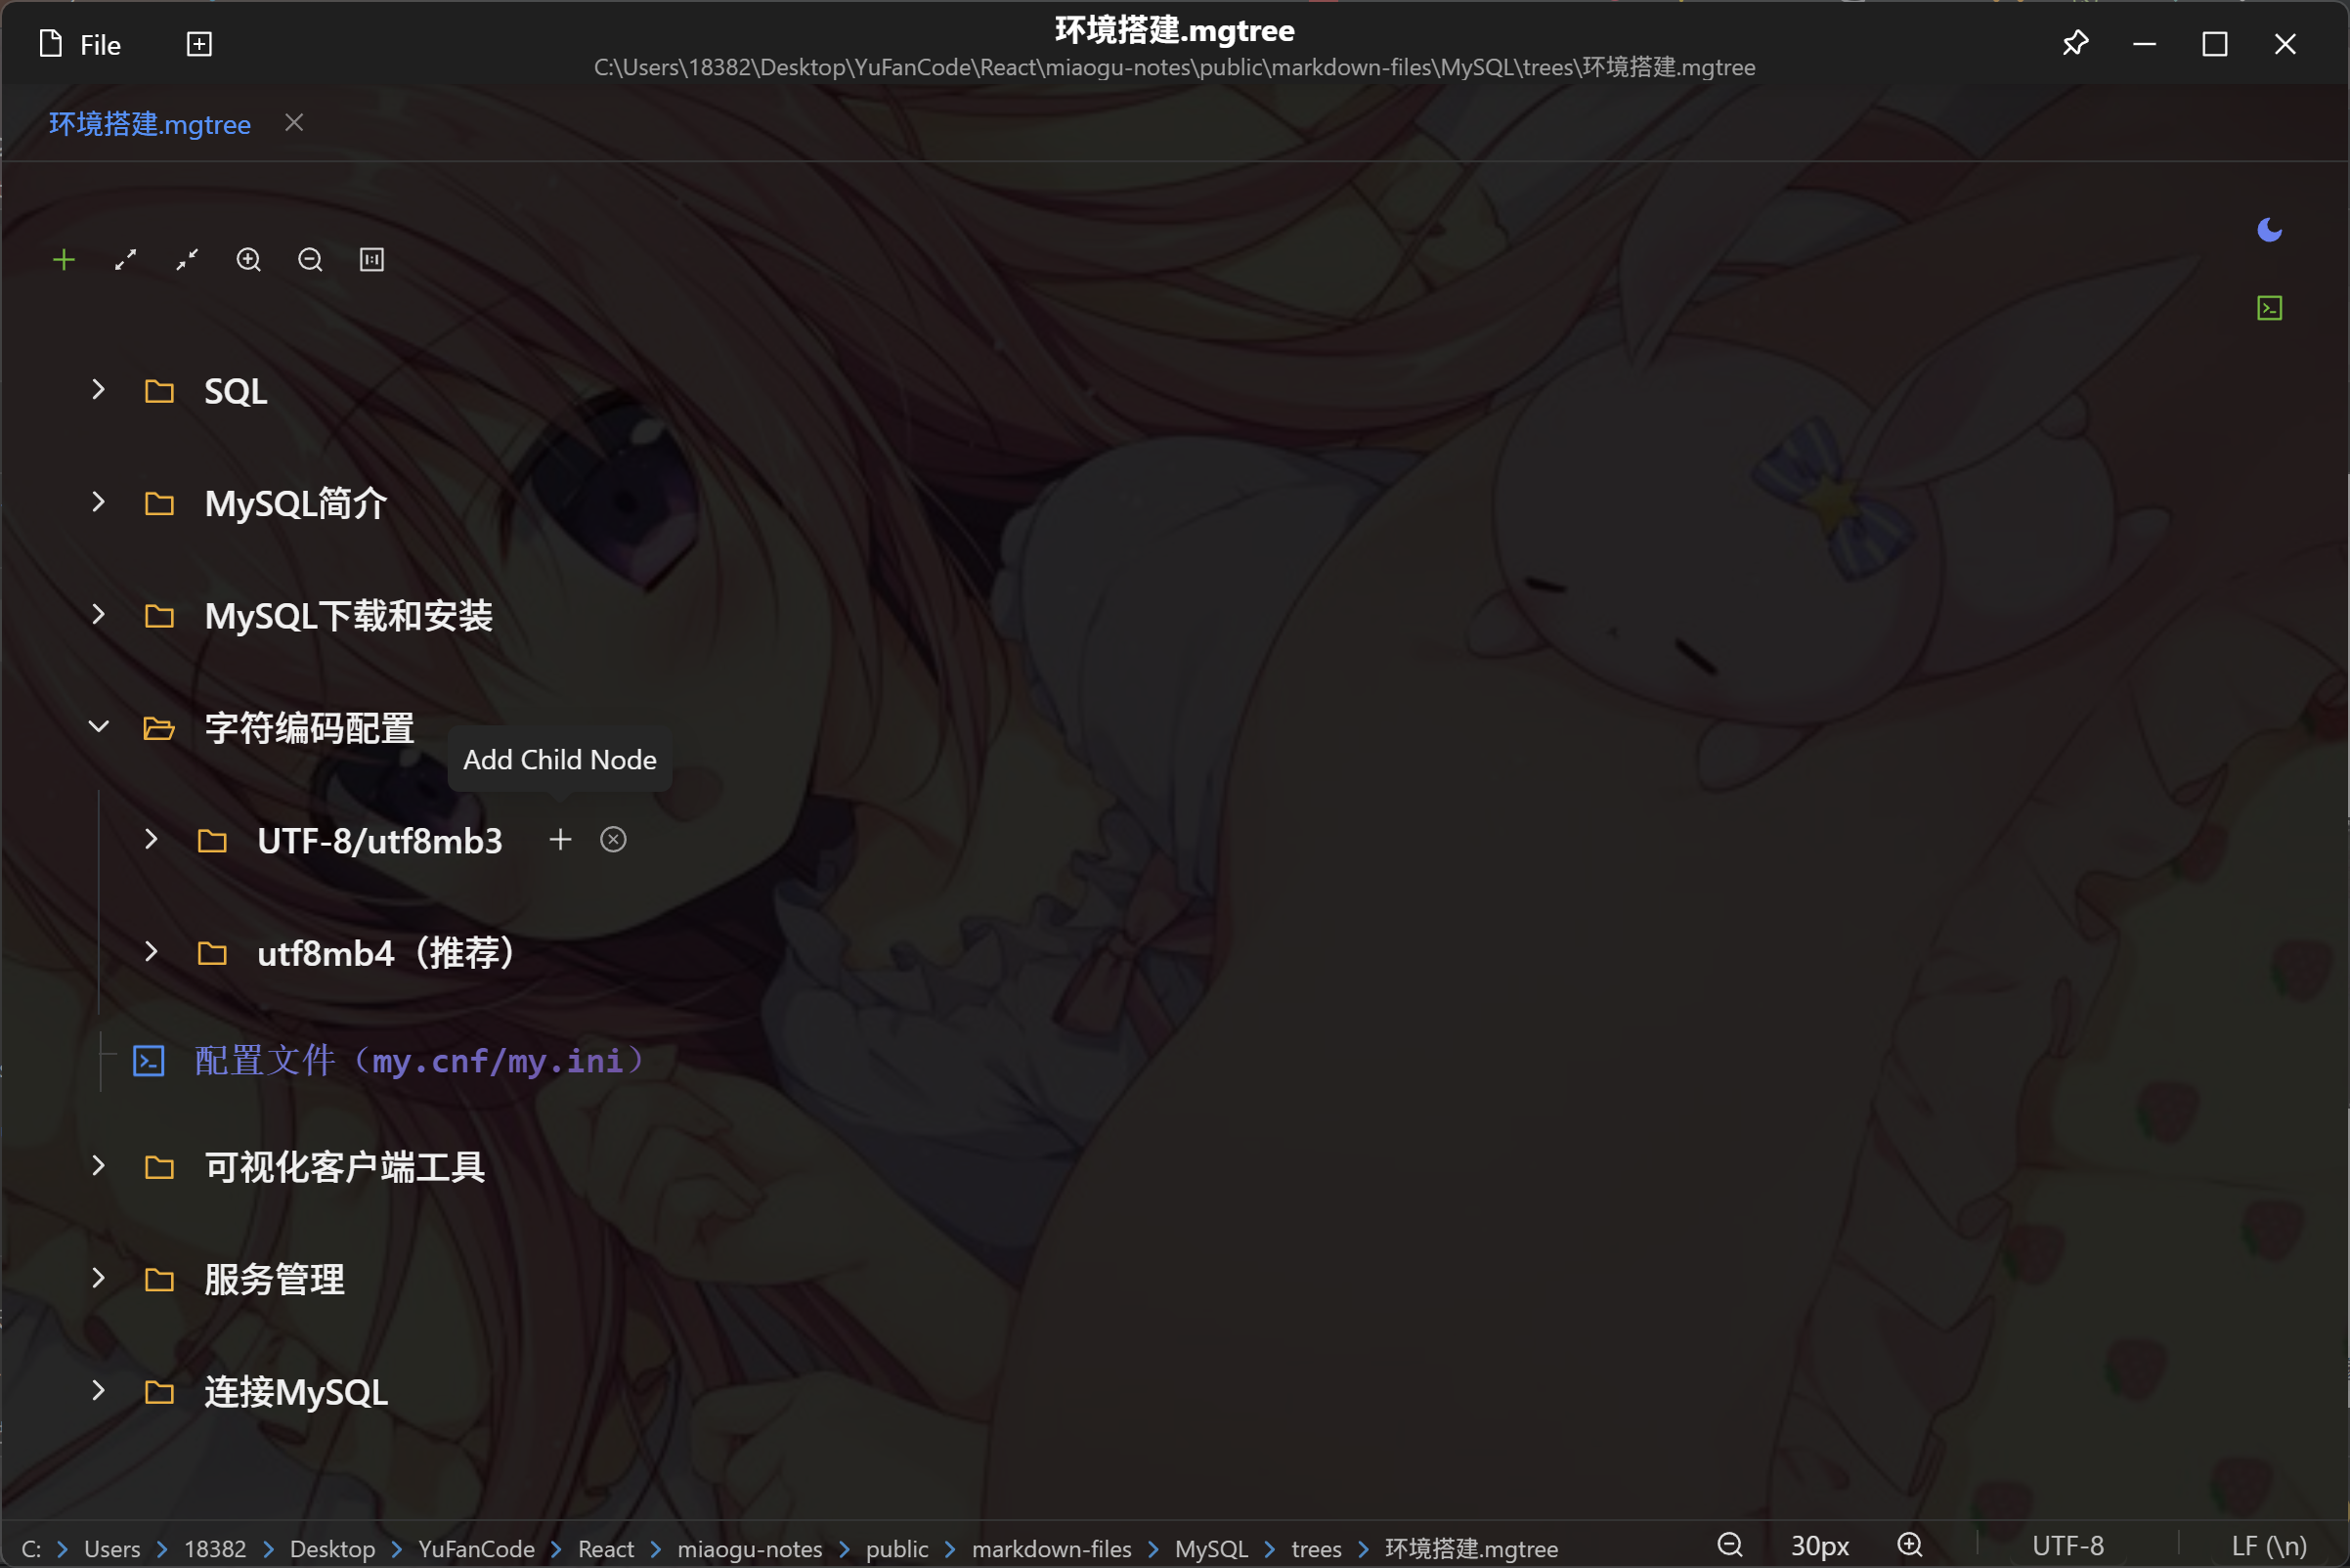 File
环境搭建.mgtree
C:\Users\18382\Desktop\YuFanCode\React\miaogu-notes\public\markdown-files\MySQL\trees\环境搭建.mgtree
环境搭建.mgtree
SQL
MySQL简介
MySQL下载和安装
字符编码配置
Add Child Node
UTF-8/utf8mb3
utf8mb4（推荐）
配置文件（my.cnf/my.ini）
可视化客户端工具
服务管理
连接MySQL
C: > Users > 18382 > Desktop > YuFanCode > React > miaogu-notes > public > markdown-files > MySQL > trees > 环境搭建.mgtree 30px UTF-8 LF (\n)